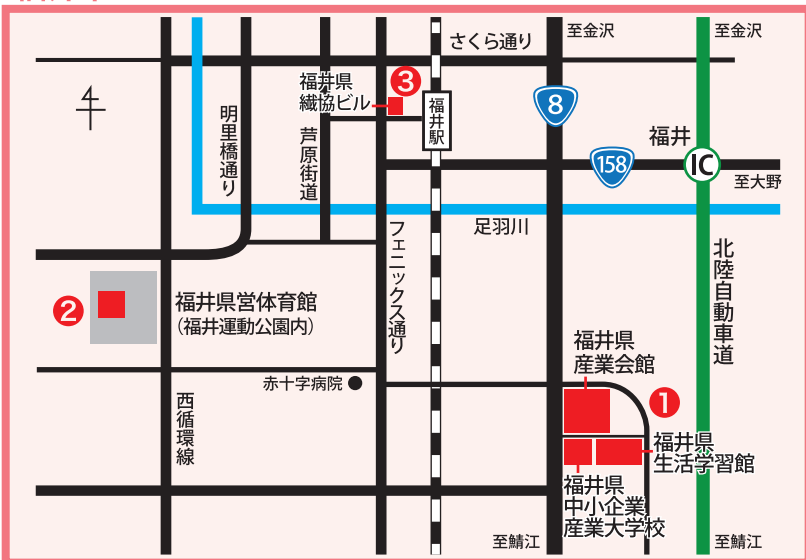 さくら通り
至金沢
至金沢
福井県
繊協ビル
3
福井駅
8
明里橋通り
芦原街道
福井
158
IC
至大野
足羽川
フェニックス通り
北陸自動車道
2
福井県営体育館
（福井運動公園内）
福井県
産業会館
1
赤十字病院
西循環線
福井県
生活学習館
福井県
中小企業
産業大学校
至鯖江
至鯖江